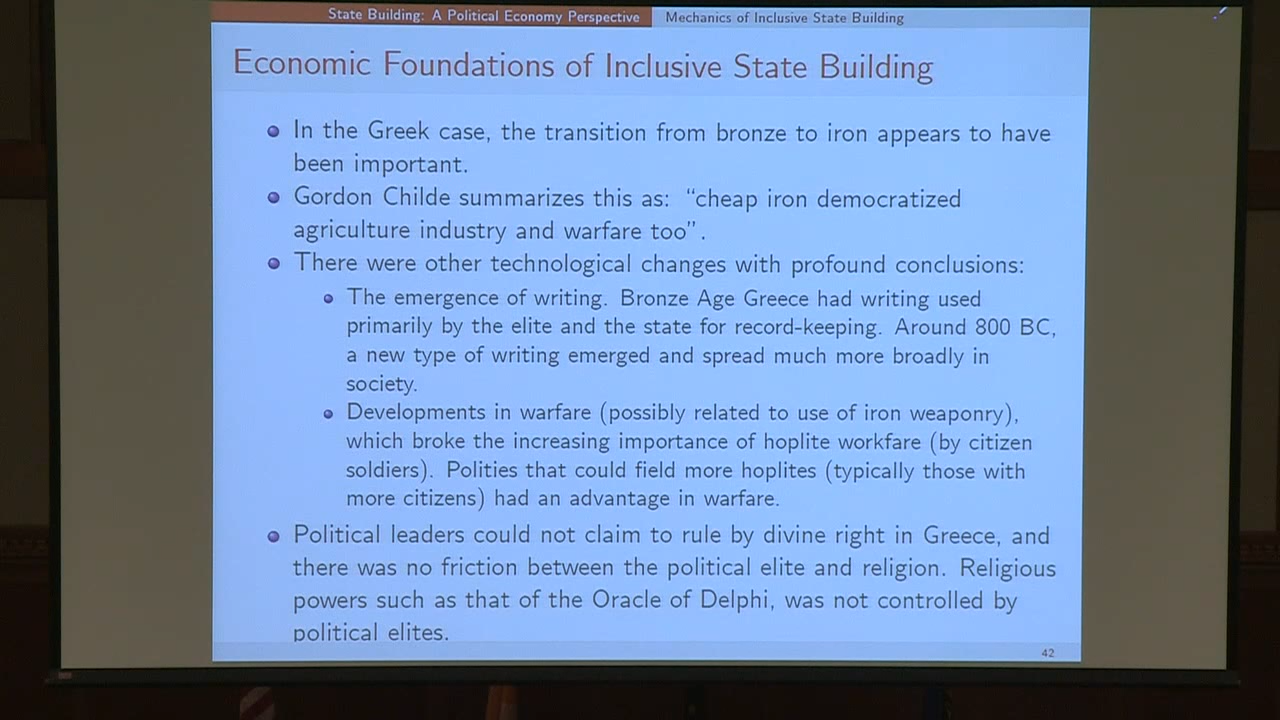 State Building: A Political Economy Perspective Mechanics of Inclusive State Building
Economic Foundations of Inclusive State Building
In the Greek case, the transition from bronze to iron appears to have
been important.
Gordon Childe summarizes this as: “cheap iron democratized
agriculture industry and warfare too”.
There were other technological changes with profound conclusions:
The emergence of writing. Bronze Age Greece had writing used
primarily by the elite and the state for record-keeping. Around 800 BC,
a new type of writing emerged and spread much more broadly in
society.
Developments in warfare (possibly related to use of iron weaponry),
which broke the increasing importance of hoplite workfare (by citizen
soldiers). Polities that could field more hoplites (typically those with
more citizens) had an advantage in warfare.
Political leaders could not claim to rule by divine right in Greece, and
there was no friction between the political elite and religion. Religious
powers such as that of the Oracle of Delphi, was not controlled by
political elites.
42